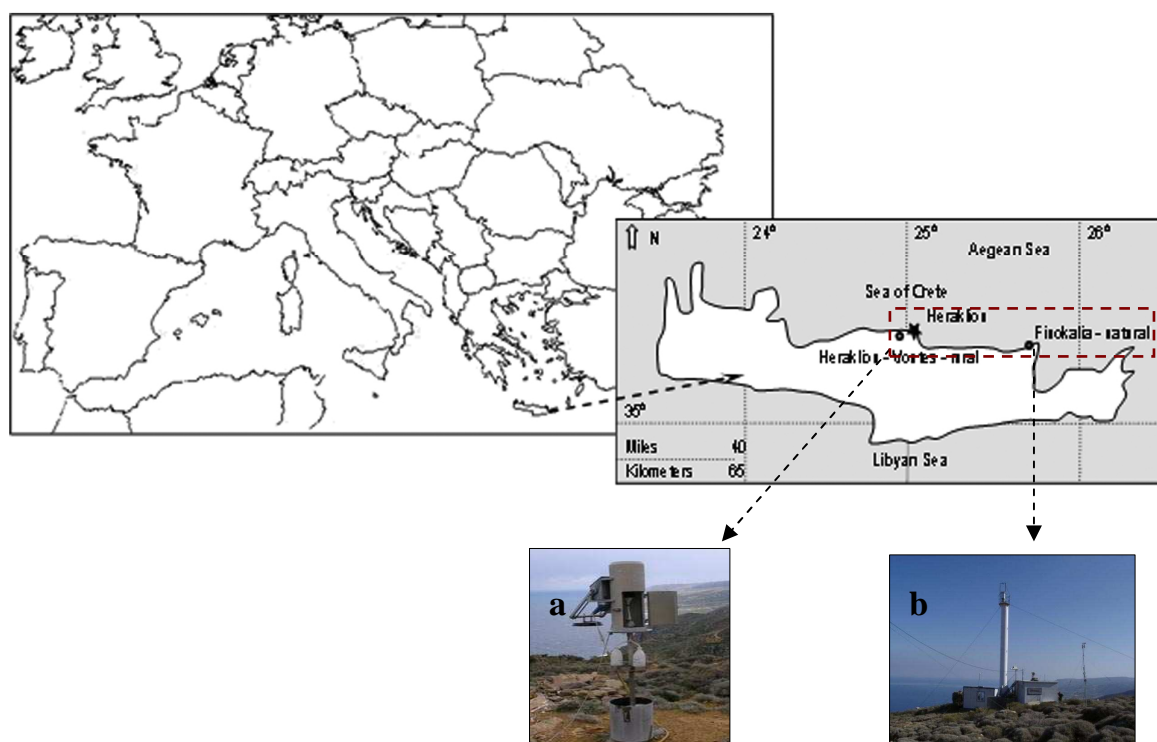 N
24°
25°
26°
Aegean Sea
Sea of Crete
Heraklion
Finokalia - natural
Heraklion - Voutes - rural
35°
Miles 40
Kilometers 65
Libyan Sea
a
b